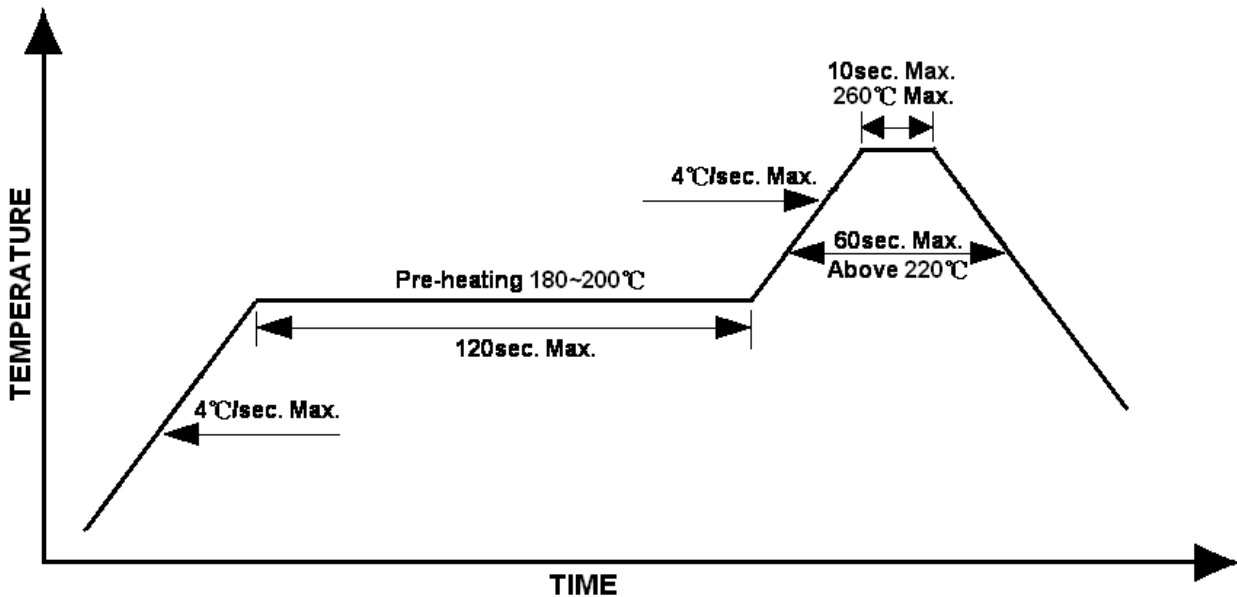 10sec. Max.
260℃ Max.
4℃/sec. Max.
60sec. Max.
Above 220℃
Pre-heating 180~200℃
120sec. Max.
4℃/sec. Max.
TEMPERATURE
TIME